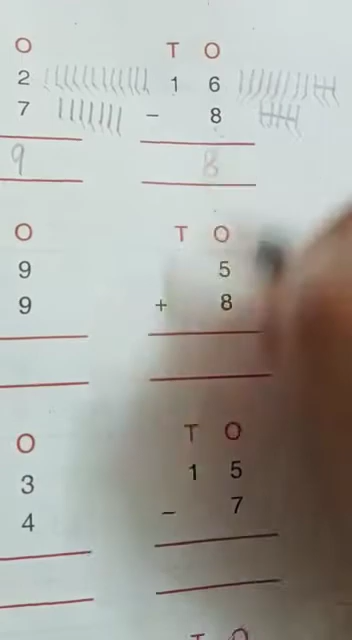 O T O
2 1 6
7 - 8
9 8
O T O
9 5
9 + 8
O T O
3 1 5
4 - 7
T O